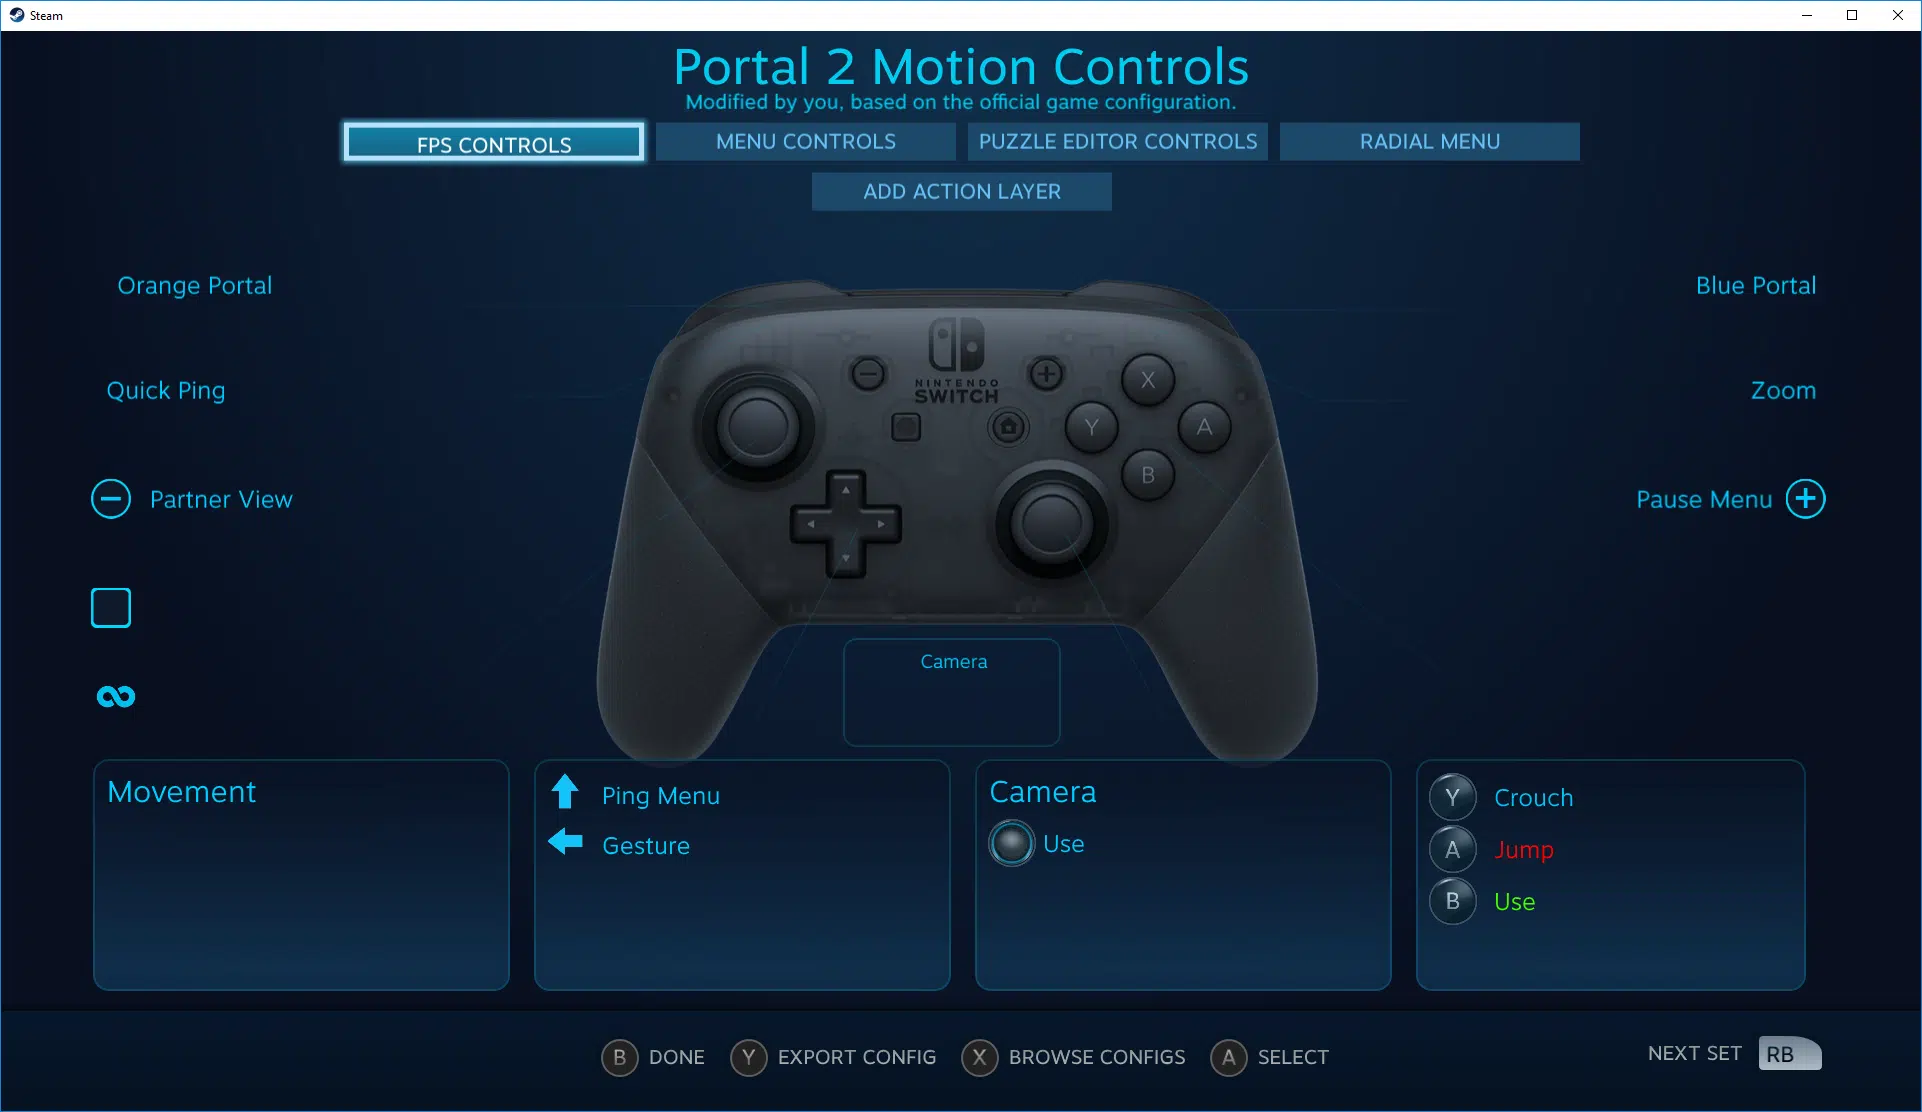 Steam
Portal 2 Motion Controls
Modified by you, based on the official game configuration.
FPS CONTROLS
MENU CONTROLS
PUZZLE EDITOR CONTROLS
RADIAL MENU
ADD ACTION LAYER
Orange Portal
Blue Portal
Quick Ping
Zoom
Partner View
Pause Menu
NINTENDO
SWITCH
X
Y
A
B
Camera
Movement
Ping Menu
Gesture
Camera
Use
Y Crouch
A Jump
B Use
B DONE
Y EXPORT CONFIG
X BROWSE CONFIGS
A SELECT
NEXT SET RB